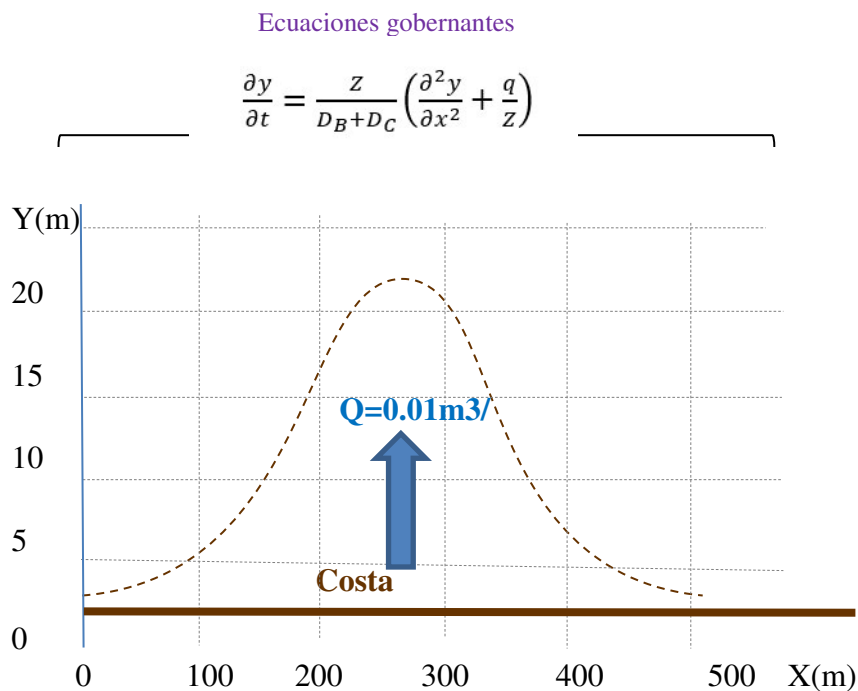 Ecuaciones gobernantes
∂y/∂t = Z/(D_B+D_C) (∂²y/∂x² + q/Z)
Y(m)
20
15
Q=0.01m3/
10
5
Costa
0
0 100 200 300 400 500 X(m)